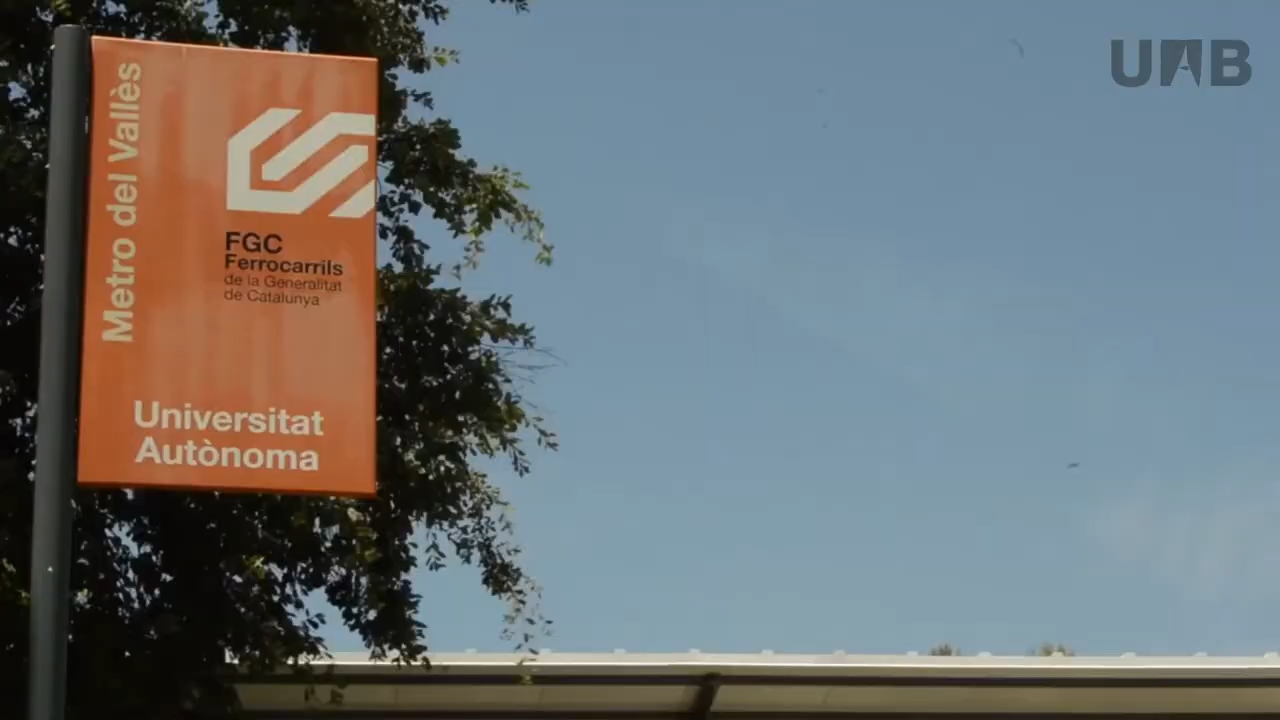 Metro del Vallès
FGC
Ferrocarrils
de la Generalitat
de Catalunya
Universitat
Autònoma
UAB